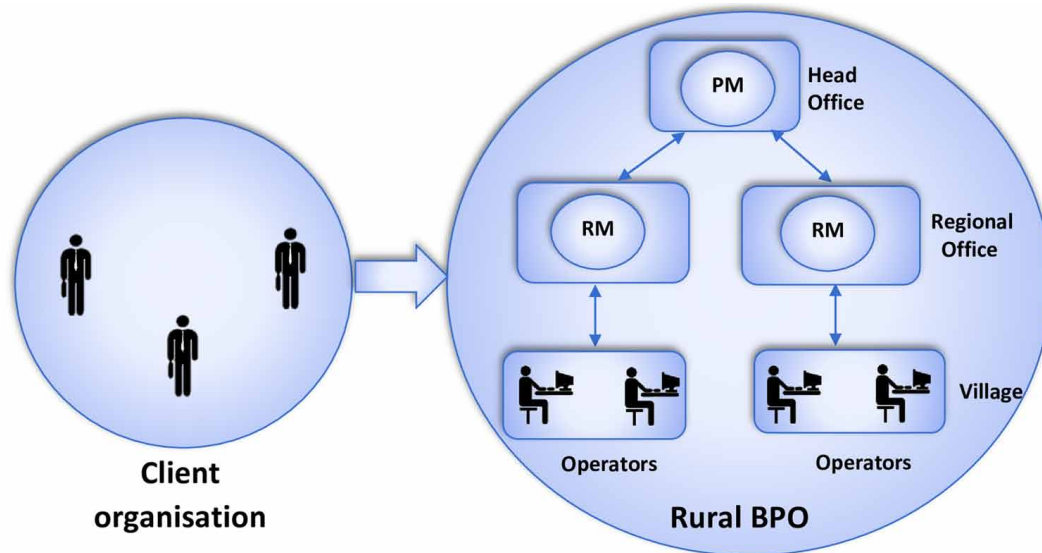 PM
Head
Office
RM
RM
Regional
Office
Village
Operators
Operators
Client
organisation
Rural BPO